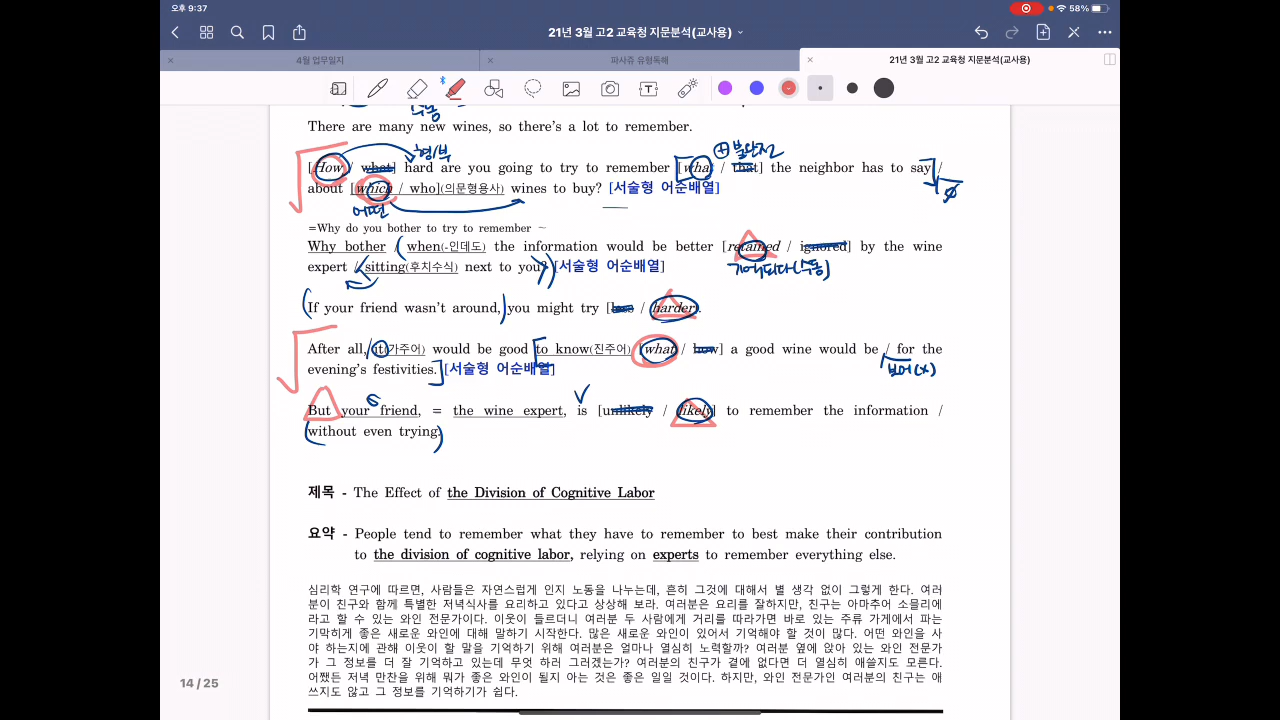 오후 9:37
58%
21년 3월 고2 교육청 지문분석(교사용)
4월 업무일지
파사쥬 유형독해
21년 3월 고2 교육청 지문분석(교사용)
수동
There are many new wines, so there's a lot to remember.
형/부
⊕불완전
[How / what] hard are you going to try to remember [what / that] the neighbor has to say /
about [which / who](의문형용사) wines to buy? [서술형 어순배열]
어떤
=Why do you bother to try to remember ~
Why bother / when(-인데도) the information would be better [retained / ignored] by the wine
expert / sitting(후치수식) next to you? [서술형 어순배열]
기억되다(수동)
If your friend wasn't around, you might try [less / harder].
After all, it(가주어) would be good to know(진주어) [what / how] a good wine would be / for the
evening's festivities. [서술형 어순배열]
보어(x)
But your friend, = the wine expert, is [unlikely / likely] to remember the information /
without even trying.
제목 - The Effect of the Division of Cognitive Labor
요약 - People tend to remember what they have to remember to best make their contribution
to the division of cognitive labor, relying on experts to remember everything else.
심리학 연구에 따르면, 사람들은 자연스럽게 인지 노동을 나누는데, 흔히 그것에 대해서 별 생각 없이 그렇게 한다. 여러
분이 친구와 함께 특별한 저녁식사를 요리하고 있다고 상상해 보라. 여러분은 요리를 잘하지만, 친구는 아마추어 소믈리에
라고 할 수 있는 와인 전문가이다. 이웃이 들르더니 여러분 두 사람에게 거리를 따라가면 바로 있는 주류 가게에서 파는
기막히게 좋은 새로운 와인에 대해 말하기 시작한다. 많은 새로운 와인이 있어서 기억해야 할 것이 많다. 어떤 와인을 사
야 하는지에 관해 이웃이 할 말을 기억하기 위해 여러분은 얼마나 열심히 노력할까? 여러분 옆에 앉아 있는 와인 전문가
가 그 정보를 더 잘 기억하고 있는데 무엇 하러 그러겠는가? 여러분의 친구가 곁에 없다면 더 열심히 애쓸지도 모른다.
어쨌든 저녁 만찬을 위해 뭐가 좋은 와인이 될지 아는 것은 좋은 일일 것이다. 하지만, 와인 전문가인 여러분의 친구는 애
쓰지도 않고 그 정보를 기억하기가 쉽다.
14 / 25